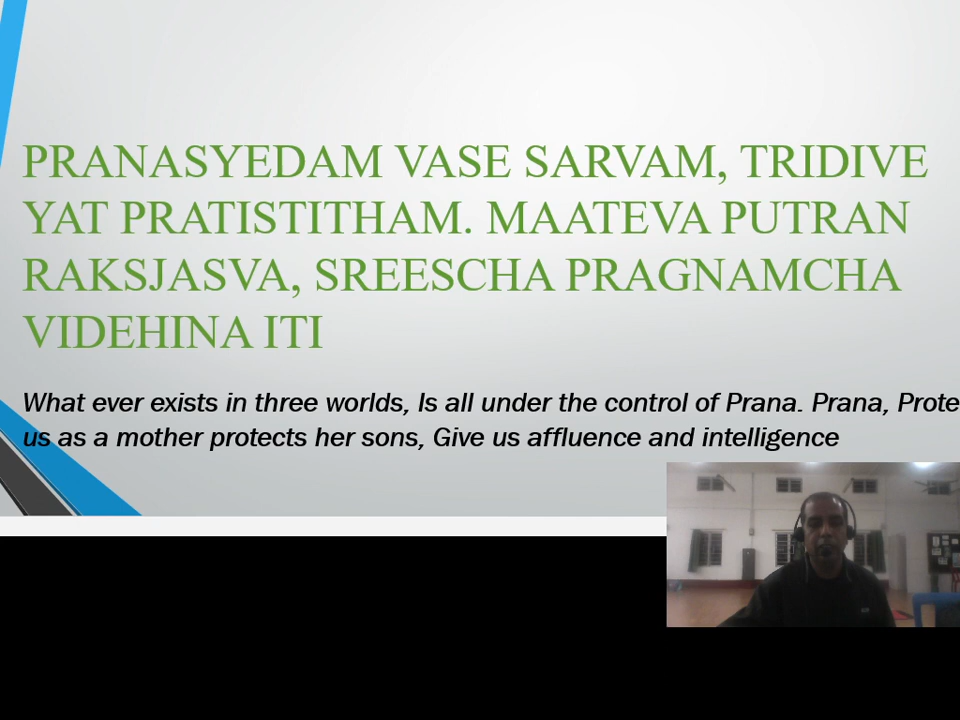 PRANASYEDAM VASE SARVAM, TRIDIVE
YAT PRATISTITHAM. MAATEVA PUTRAN
RAKSJASVA, SREESCHA PRAGNAMCHA
VIDEHINA ITI
What ever exists in three worlds, Is all under the control of Prana. Prana, Prote
us as a mother protects her sons, Give us affluence and intelligence